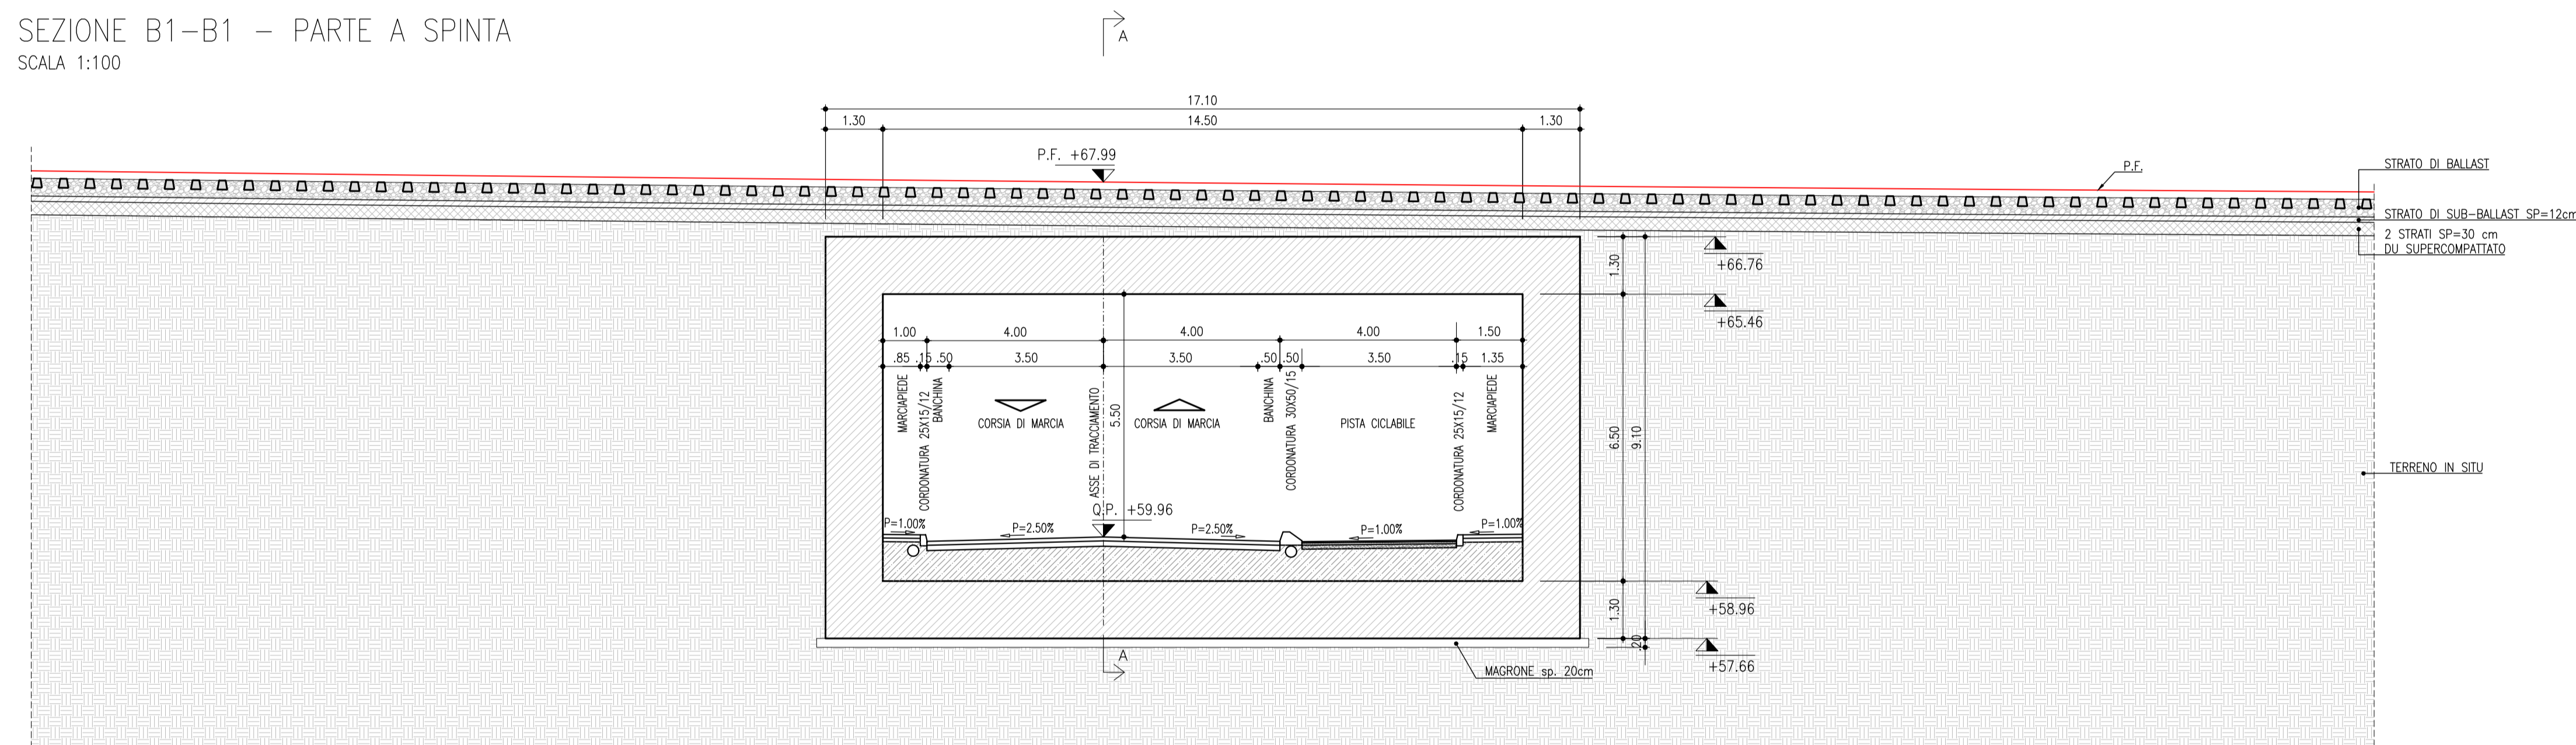 SEZIONE B1-B1 - PARTE A SPINTA
SCALA 1:100
A
17.10
1.30 14.50 1.30
P.F. +67.99
P.F.
STRATO DI BALLAST
STRATO DI SUB-BALLAST SP=12cm
2 STRATI SP=30 cm
DU SUPERCOMPATTATO
1.30
+66.76
+65.46
1.00 4.00 4.00 4.00 1.50
.85 .15 .50 3.50 3.50 .50 .50 3.50 .15 1.35
MARCIAPIEDE
CORDONATURA 25X15/12
BANCHINA
CORSIA DI MARCIA
ASSE DI TRACCIAMENTO
5.50
CORSIA DI MARCIA
BANCHINA
CORDONATURA 30X50/15
PISTA CICLABILE
CORDONATURA 25X15/12
MARCIAPIEDE
6.50
9.10
TERRENO IN SITU
Q.P. +59.96
P=1.00% P=2.50% P=2.50% P=1.00% P=1.00%
1.30
+58.96
.20
+57.66
A
MAGRONE sp. 20cm